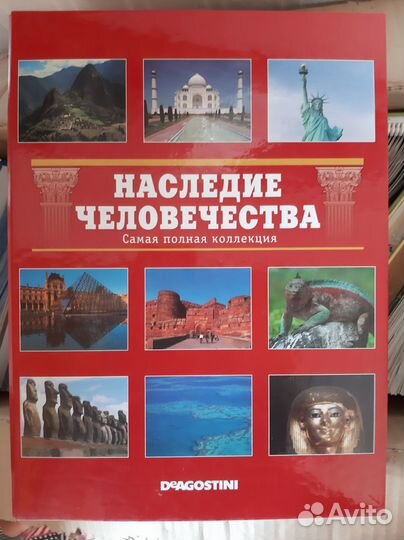 НАСЛЕДИЕ
ЧЕЛОВЕЧЕСТВА
Самая полная коллекция
DeAGOSTINI
Avito